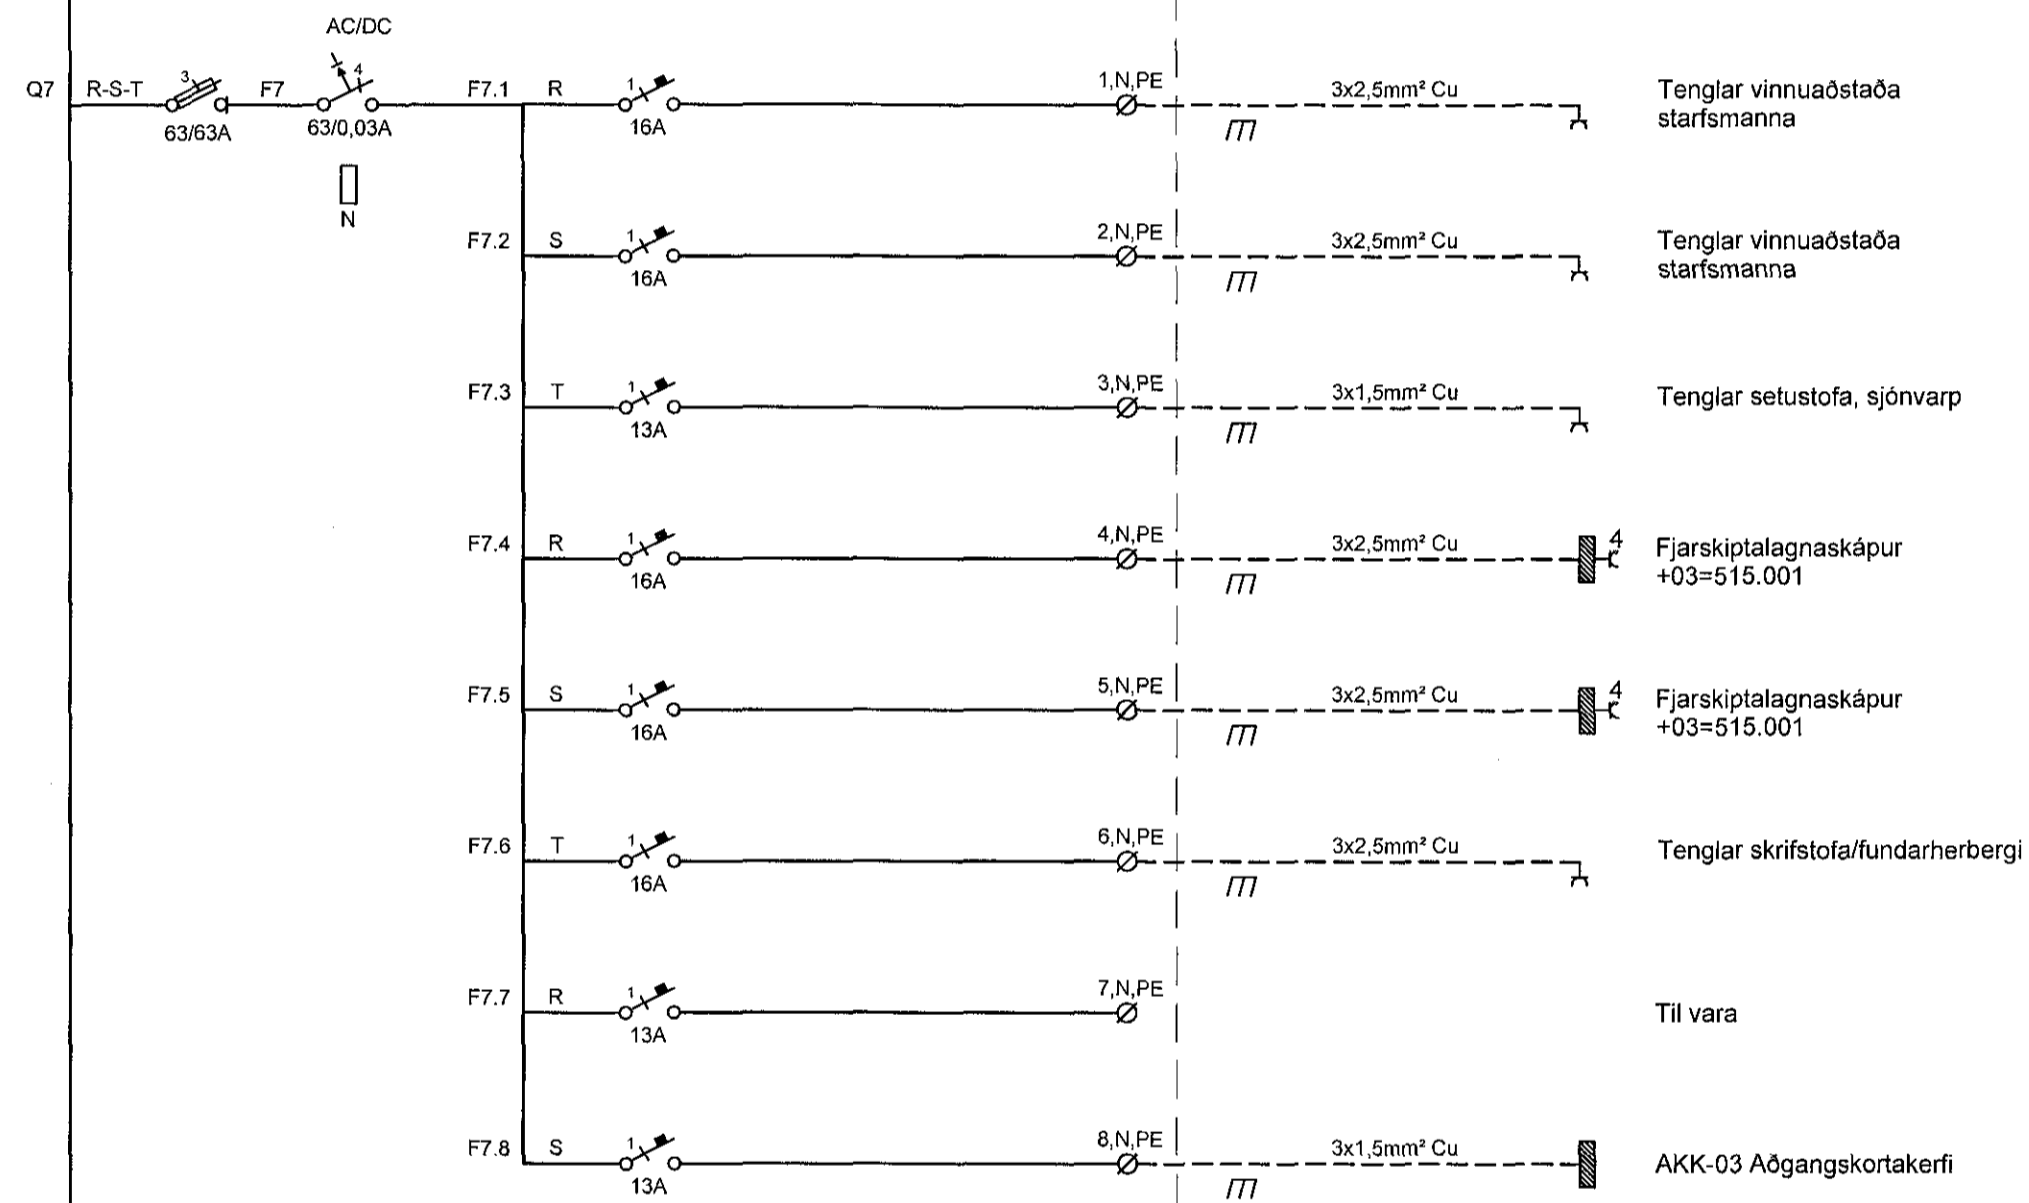 AC/DC
Q7 R-S-T 3 F7 4 F7.1 R 1 1,N,PE 3x2,5mm² Cu Tenglar vinnuaðstaða
starfsmanna
63/63A 63/0,03A 16A
N
F7.2 S 1 2,N,PE 3x2,5mm² Cu Tenglar vinnuaðstaða
starfsmanna
16A
F7.3 T 1 3,N,PE 3x1,5mm² Cu Tenglar setustofa, sjónvarp
13A
F7.4 R 1 4,N,PE 3x2,5mm² Cu 4 Fjarskiptalagnaskápur
+03=515.001
16A
F7.5 S 1 5,N,PE 3x2,5mm² Cu 4 Fjarskiptalagnaskápur
+03=515.001
16A
F7.6 T 1 6,N,PE 3x2,5mm² Cu Tenglar skrifstofa/fundarherbergi
16A
F7.7 R 1 7,N,PE Til vara
13A
F7.8 S 1 8,N,PE 3x1,5mm² Cu AKK-03 Aðgangskortakerfi
13A